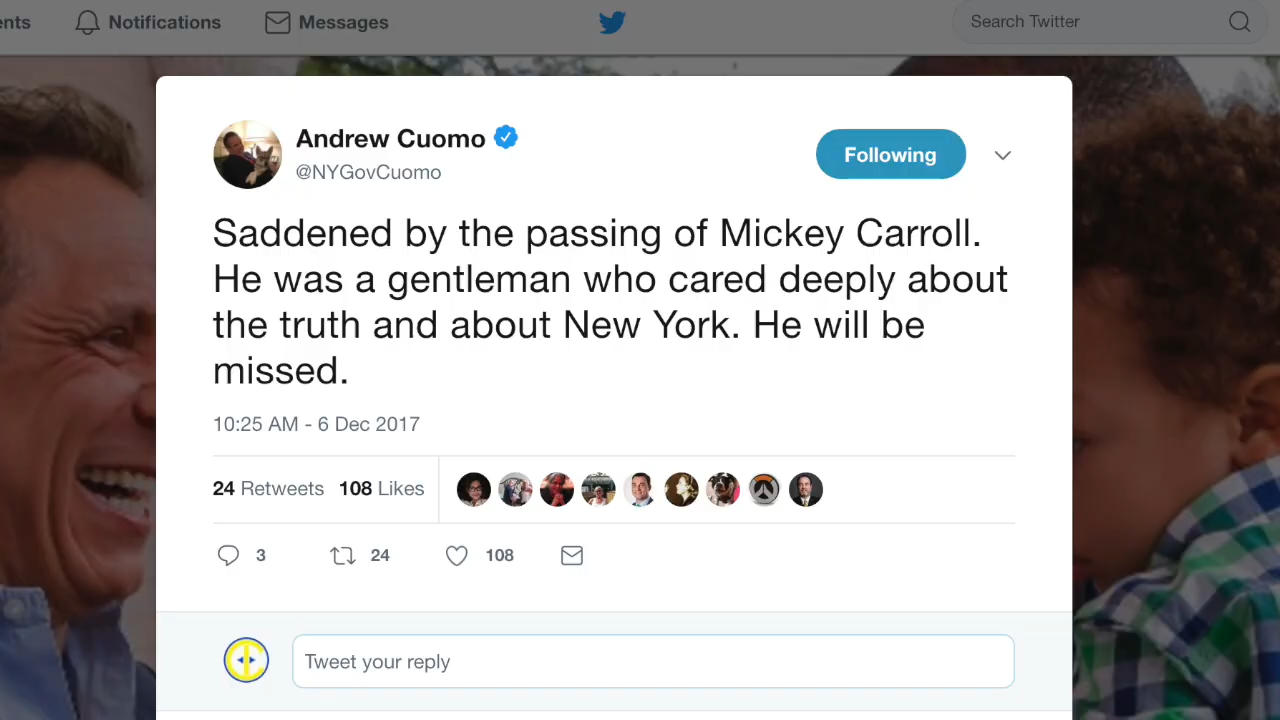 ents Notifications Messages Search Twitter
Andrew Cuomo
@NYGovCuomo
Following
Saddened by the passing of Mickey Carroll.
He was a gentleman who cared deeply about
the truth and about New York. He will be
missed.
10:25 AM - 6 Dec 2017
24 Retweets 108 Likes
3 24 108
Tweet your reply